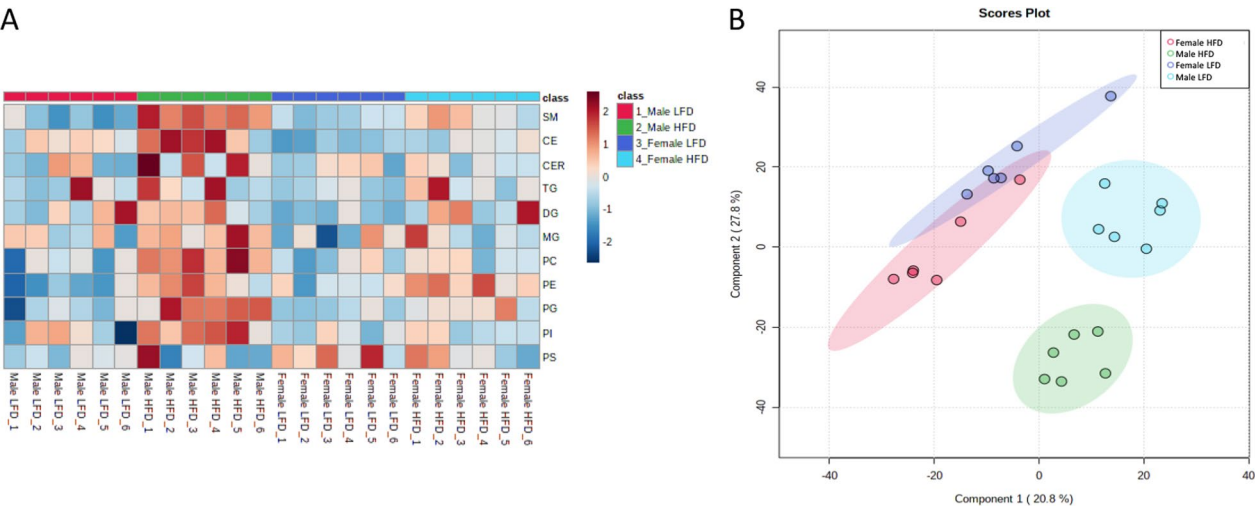 A
class
SM
CE
CER
TG
DG
MG
PC
PE
PG
PI
PS
Male LFD_1
Male LFD_2
Male LFD_3
Male LFD_4
Male LFD_5
Male LFD_6
Male HFD_1
Male HFD_2
Male HFD_3
Male HFD_4
Male HFD_5
Male HFD_6
Female LFD_1
Female LFD_2
Female LFD_3
Female LFD_4
Female LFD_5
Female LFD_6
Female HFD_1
Female HFD_2
Female HFD_3
Female HFD_4
Female HFD_5
Female HFD_6
2
1
0
-1
-2
class
1_Male LFD
2_Male HFD
3_Female LFD
4_Female HFD
B
Scores Plot
Female HFD
Male HFD
Female LFD
Male LFD
Component 2 ( 27.8 %)
40
20
0
-20
40
-40
-20
0
20
40
Component 1 ( 20.8 %)